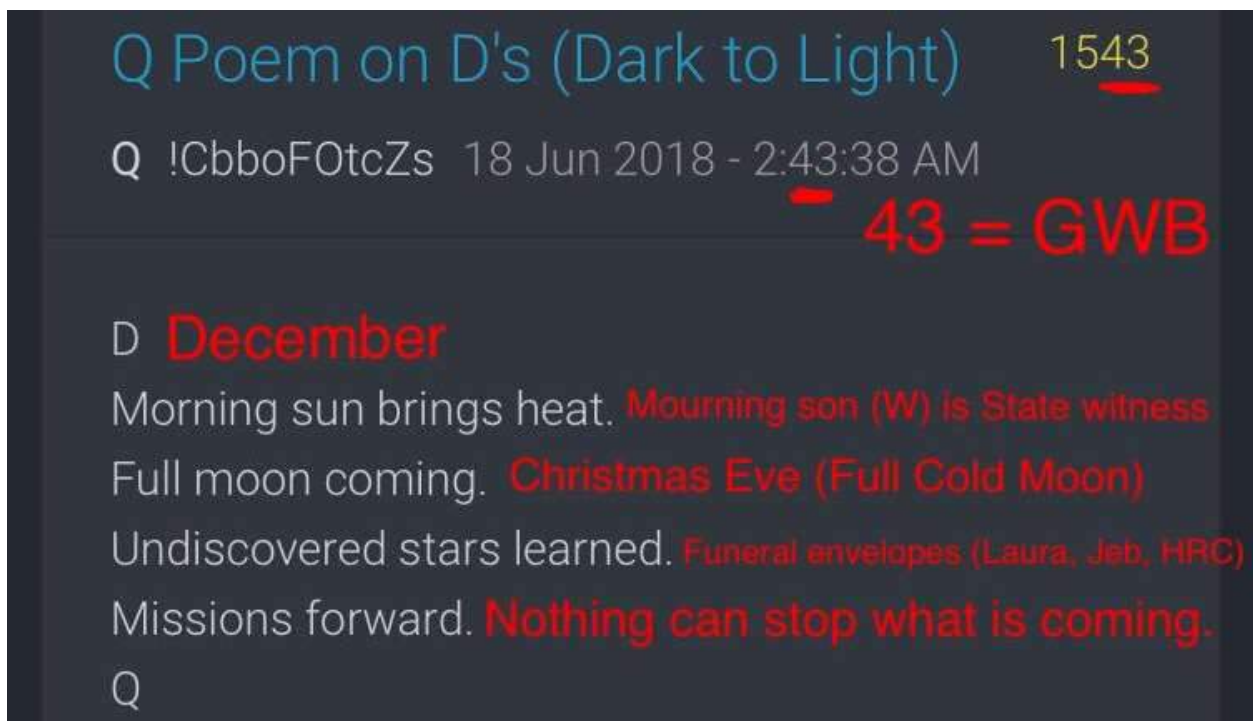 Q Poem on D's (Dark to Light) 1543
Q !CbboFOtcZs 18 Jun 2018 - 2:43:38 AM
43 = GWB
D December
Morning sun brings heat. Mourning son (W) is State witness
Full moon coming. Christmas Eve (Full Cold Moon)
Undiscovered stars learned. Funeral envelopes (Laura, Jeb, HRC)
Missions forward. Nothing can stop what is coming.
Q